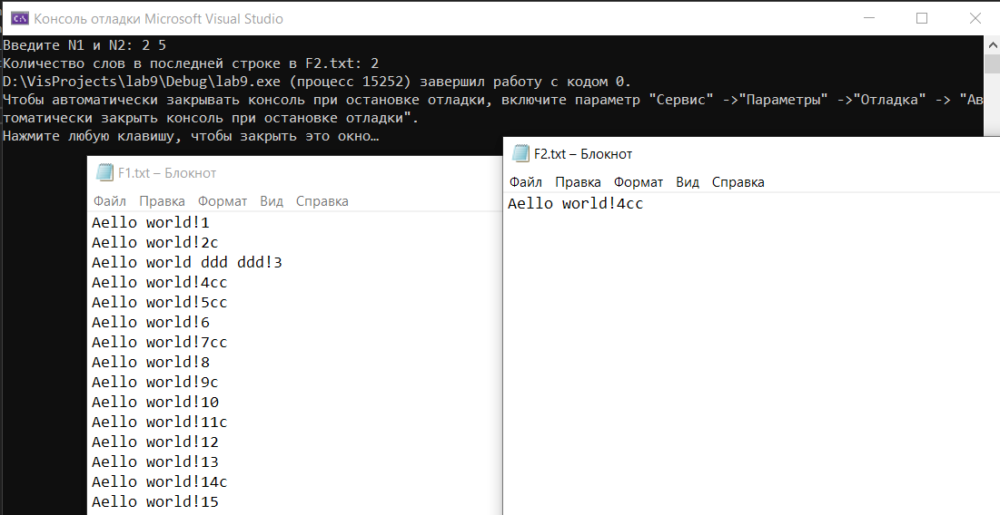 Консоль отладки Microsoft Visual Studio
Введите N1 и N2: 2 5
Количество слов в последней строке в F2.txt: 2
D:\VisProjects\lab9\Debug\lab9.exe (процесс 15252) завершил работу с кодом 0.
Чтобы автоматически закрывать консоль при остановке отладки, включите параметр "Сервис" ->"Параметры" ->"Отладка" -> "Ав
томатически закрыть консоль при остановке отладки".
Нажмите любую клавишу, чтобы закрыть это окно…
F1.txt – Блокнот
Файл Правка Формат Вид Справка
Aello world!1
Aello world!2c
Aello world ddd ddd!3
Aello world!4cc
Aello world!5cc
Aello world!6
Aello world!7cc
Aello world!8
Aello world!9c
Aello world!10
Aello world!11c
Aello world!12
Aello world!13
Aello world!14c
Aello world!15
F2.txt – Блокнот
Файл Правка Формат Вид Справка
Aello world!4cc